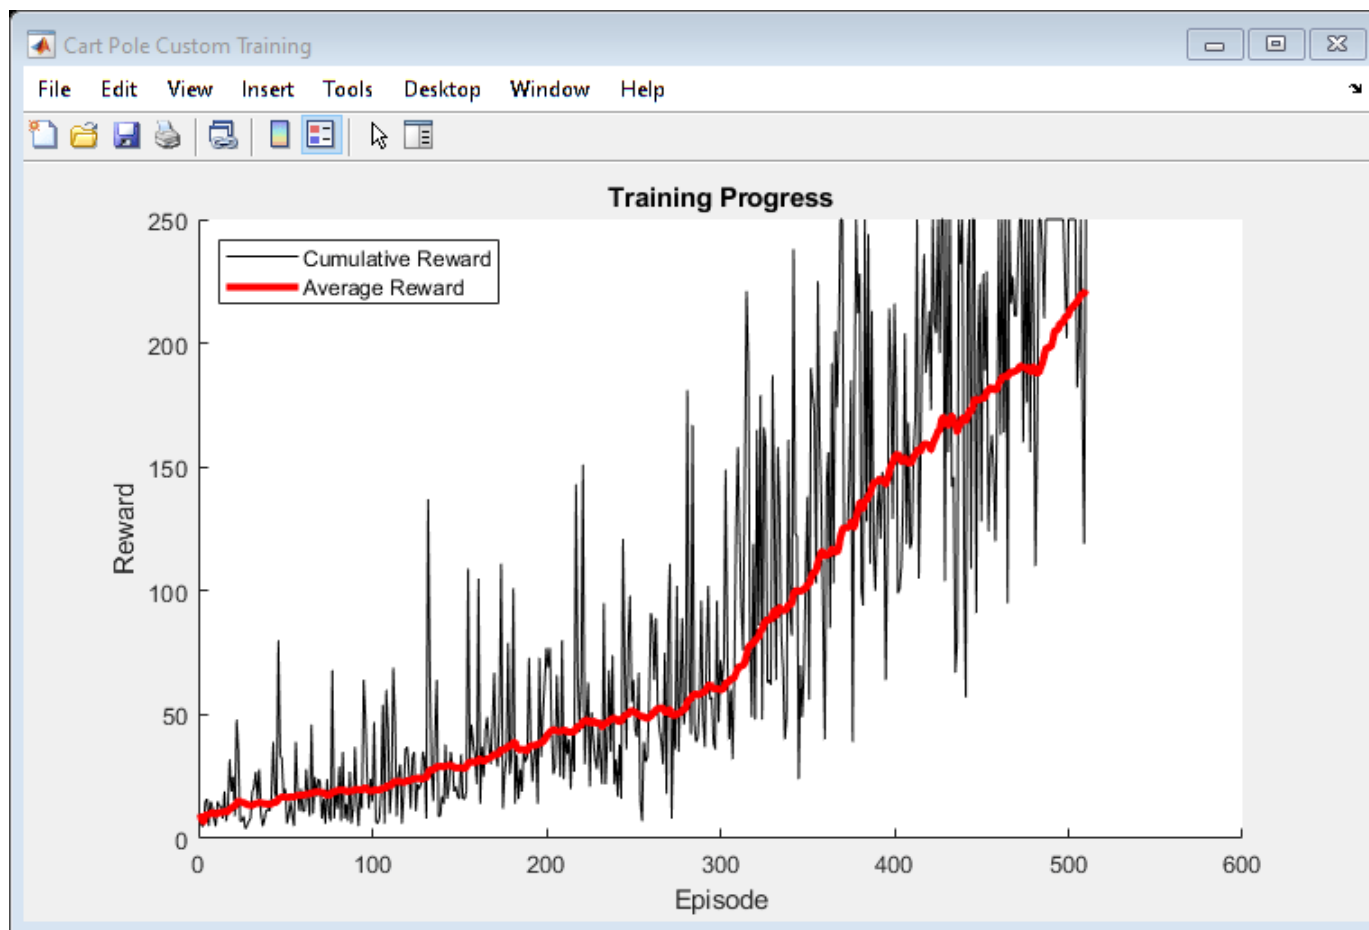 Cart Pole Custom Training
File Edit View Insert Tools Desktop Window Help
Training Progress
250
Cumulative Reward
Average Reward
200
150
Reward
100
50
0
0 100 200 300 400 500 600
Episode